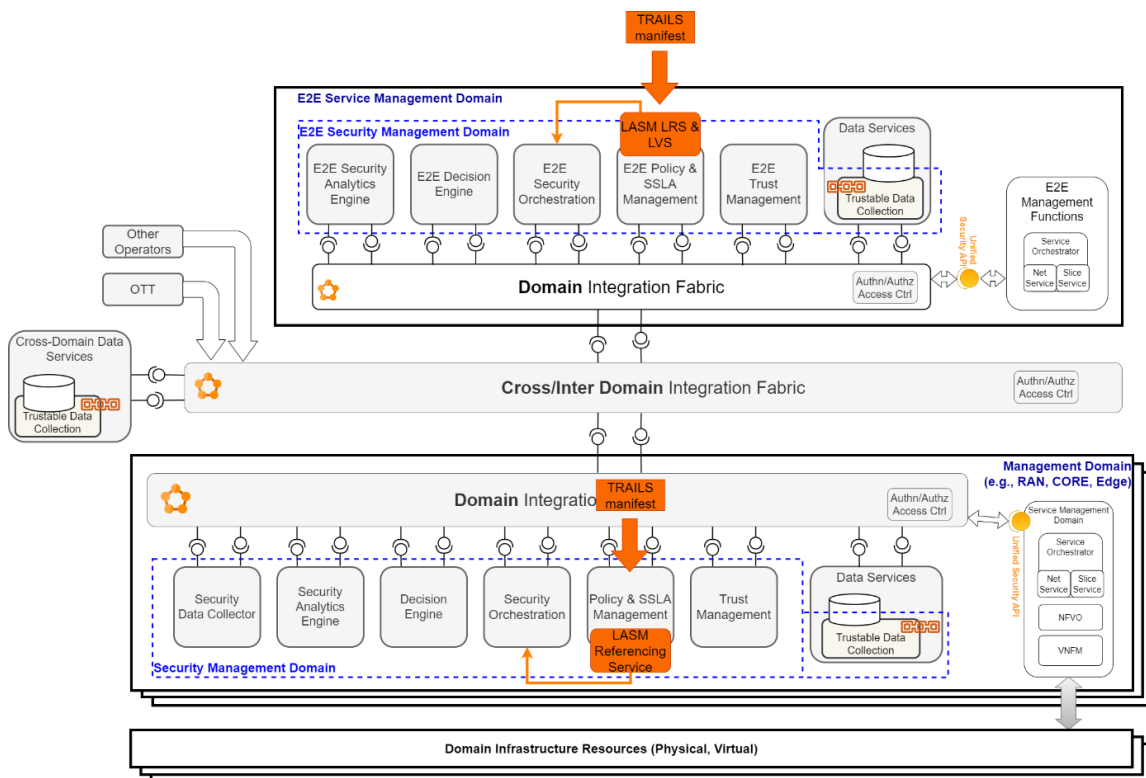 TRAILS
manifest
E2E Service Management Domain
E2E Security Management Domain
LASM LRS &
LVS
E2E Security
Analytics
Engine
E2E Decision
Engine
E2E
Security
Orchestration
E2E Policy &
SSLA
Management
E2E
Trust
Management
Data Services
Trustable Data
Collection
Unified
Security API
E2E
Management
Functions
Service
Orchestrator
Net
Service
Slice
Service
Domain Integration Fabric
Authn/Authz
Access Ctrl
Other
Operators
OTT
Cross-Domain Data
Services
Trustable Data
Collection
Cross/Inter Domain Integration Fabric
Authn/Authz
Access Ctrl
Management Domain
(e.g., RAN, CORE, Edge)
Domain Integratio
TRAILS
manifest
Authn/Authz
Access Ctrl
Unified Security API
Service Management
Domain
Service
Orchestrator
Net
Service
Slice
Service
NFVO
VNFM
Security
Data Collector
Security
Analytics
Engine
Decision
Engine
Security
Orchestration
Policy & SSLA
Management
LASM
Referencing
Service
Trust
Management
Data Services
Trustable Data
Collection
Security Management Domain
Domain Infrastructure Resources (Physical, Virtual)